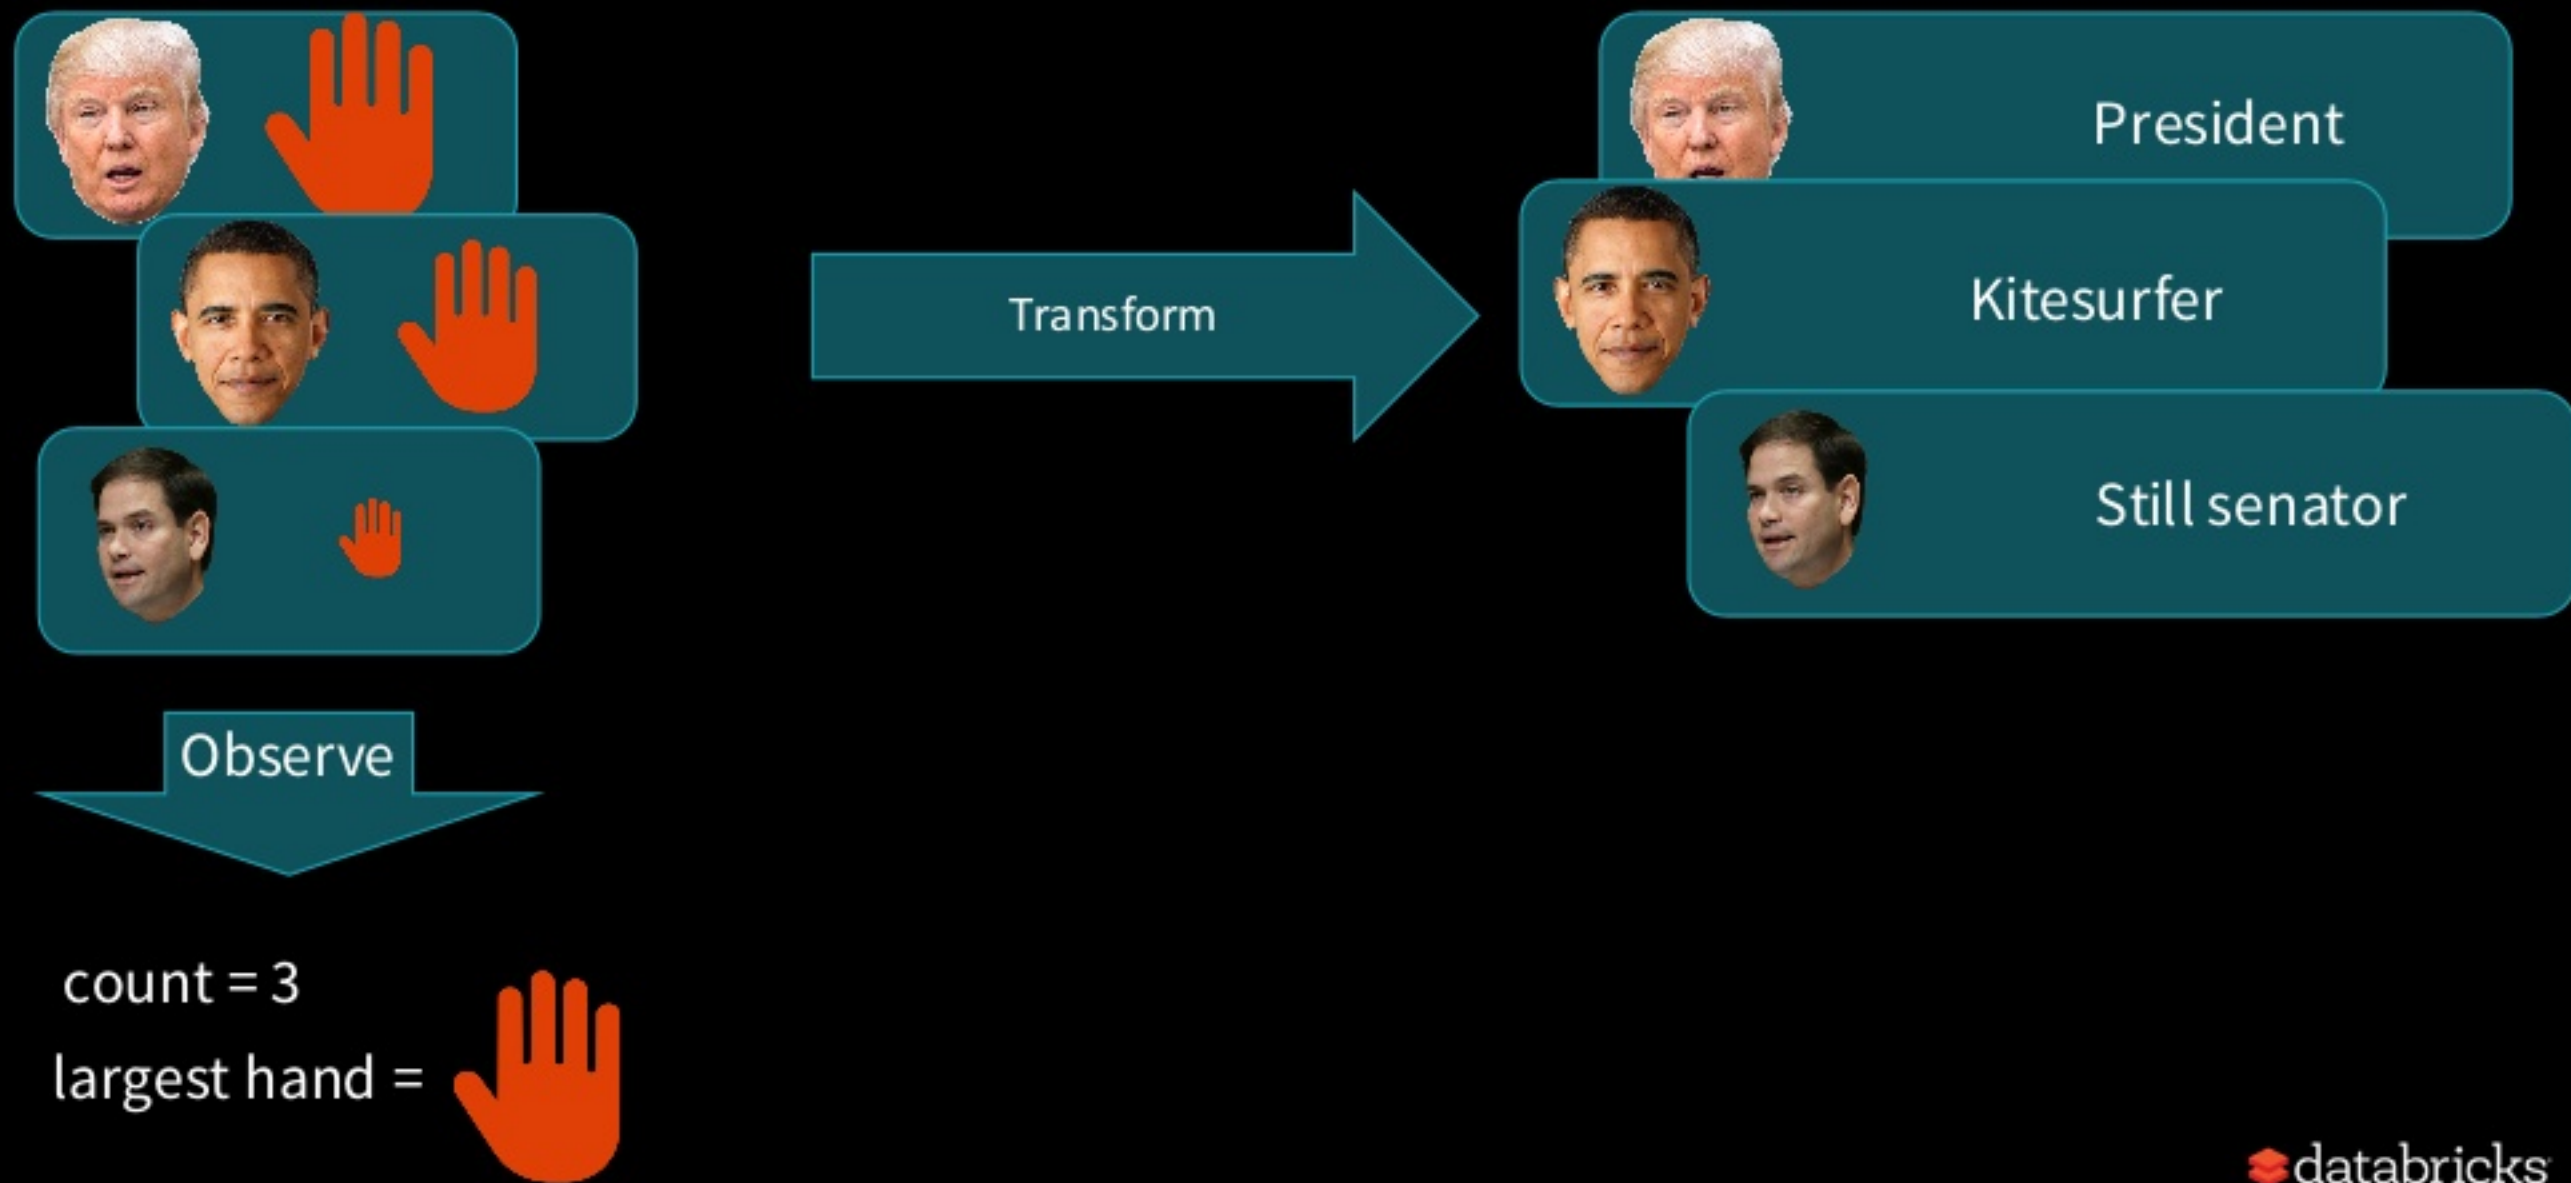 President
Kitesurfer
Transform
Still senator
Observe
count = 3
largest hand =
databricks